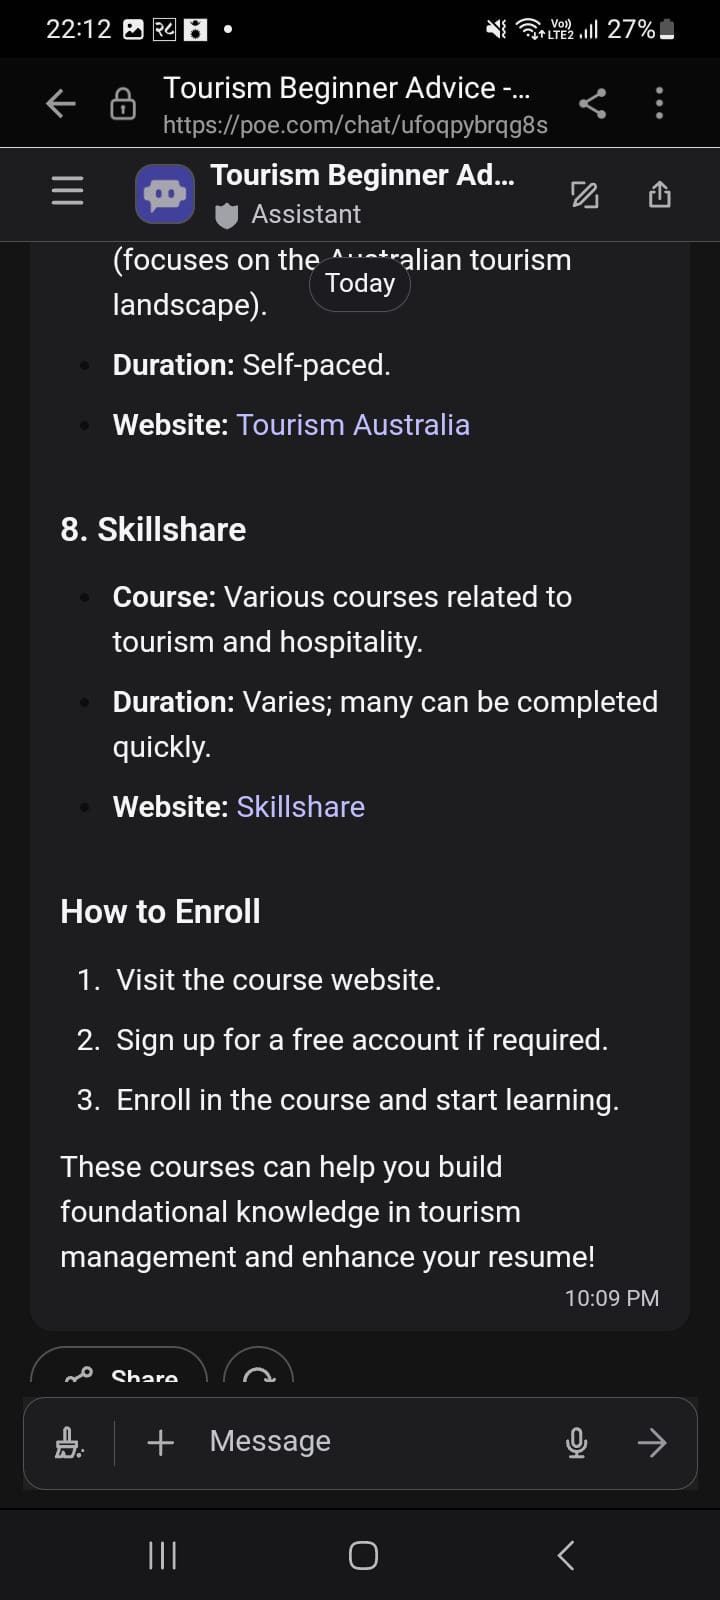 22:12
Vo)) LTE2
27%
Tourism Beginner Advice -...
https://poe.com/chat/ufoqpybrqg8s
Tourism Beginner Ad...
Assistant
(focuses on the Australian tourism
Today
landscape).
Duration: Self-paced.
Website: Tourism Australia
8. Skillshare
Course: Various courses related to
tourism and hospitality.
Duration: Varies; many can be completed
quickly.
Website: Skillshare
How to Enroll
1. Visit the course website.
2. Sign up for a free account if required.
3. Enroll in the course and start learning.
These courses can help you build
foundational knowledge in tourism
management and enhance your resume!
10:09 PM
Share
Message